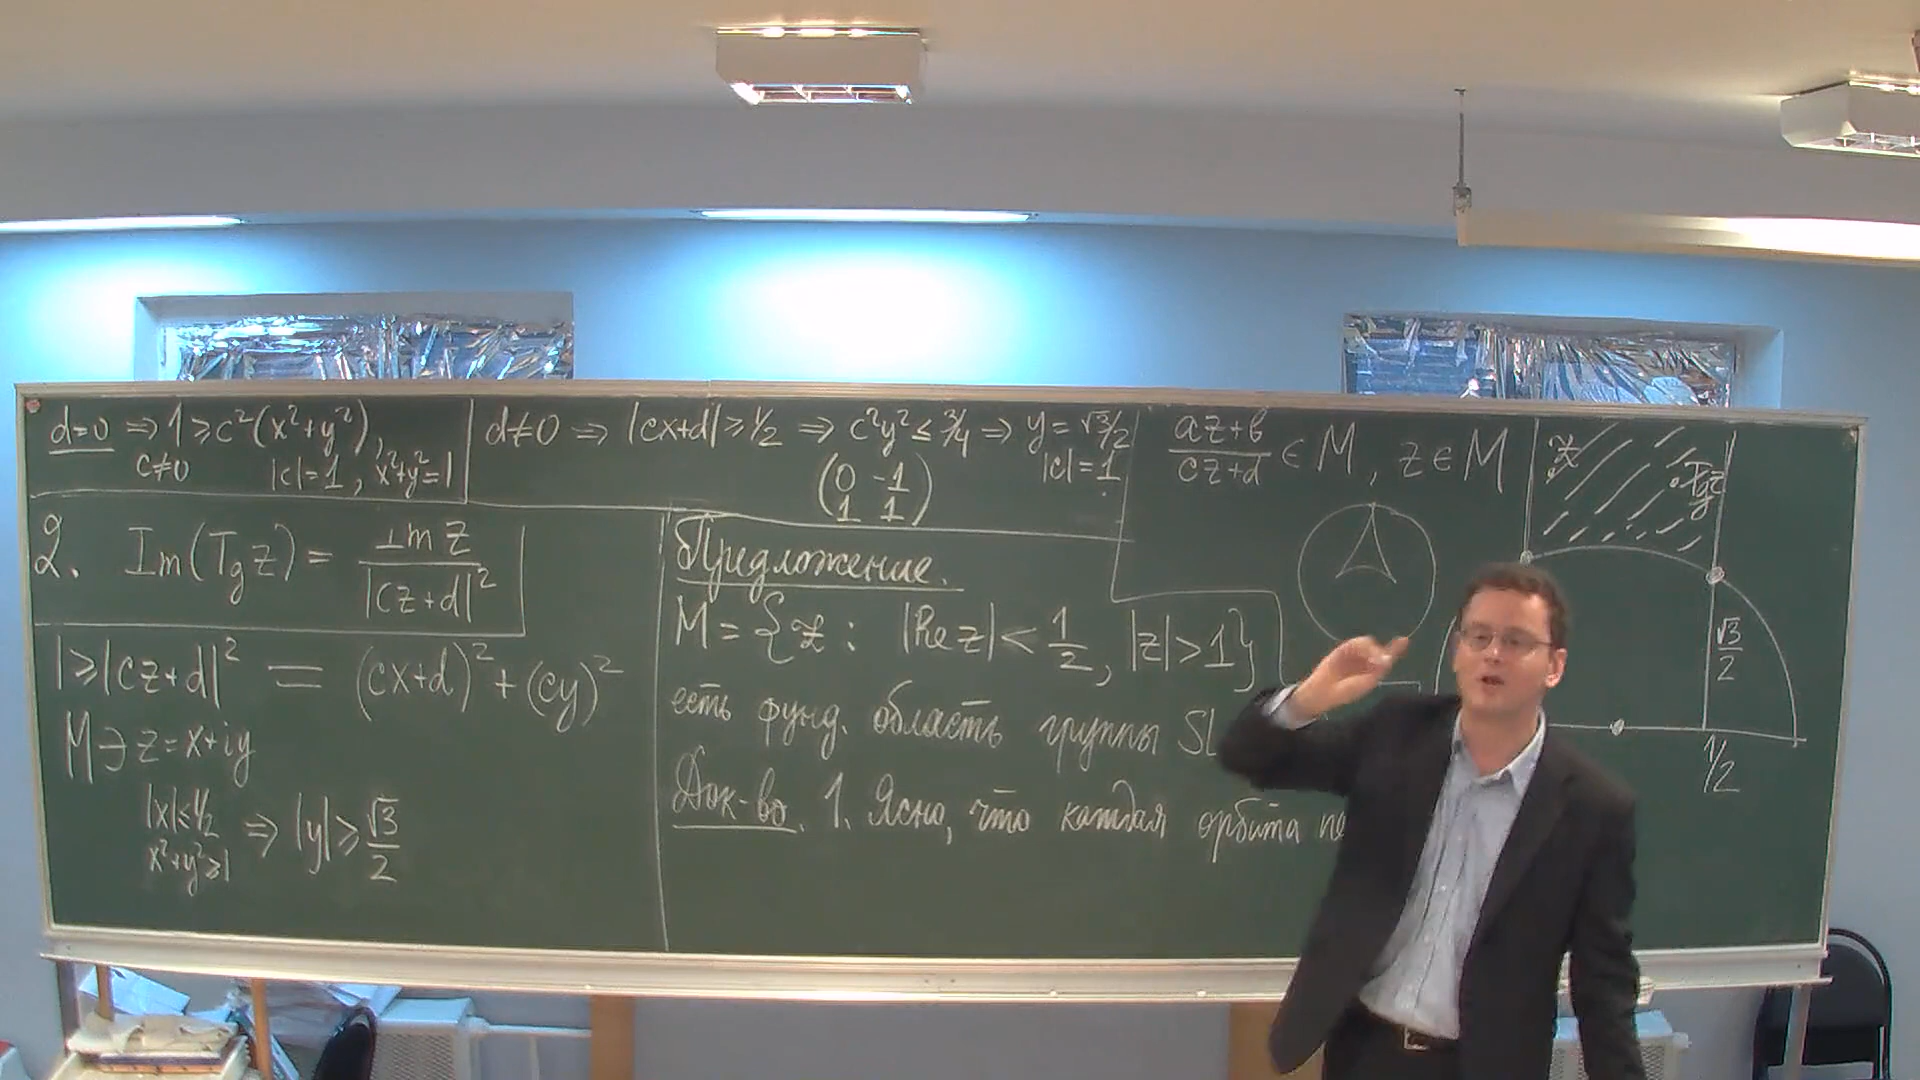 d=0 ⇒ 1 ≥ c²(x²+y²),
c≠0 |c|=1, x²+y²=1
d≠0 ⇒ |cx+d| ≥ 1/2 ⇒ c²y² ≤ 3/4 ⇒ y = √3/2
|c|=1
(0 -1
1 1)
(az+b)/(cz+d) ∈ M, z ∈ M
2. Im(T_g z) = Im z / |cz+d|²
1 ≥ |cz+d|² = (cx+d)² + (cy)²
M ∋ z = x+iy
|x| ≤ 1/2
x²+y² ≥ 1 ⇒ |y| ≥ √3/2
Предложение.
M = {z : |Re z| < 1/2, |z| > 1}
есть фунд. область группы SL
Док-во. 1. Ясно, что каждая орбита
z
T_g z
√3/2
1/2